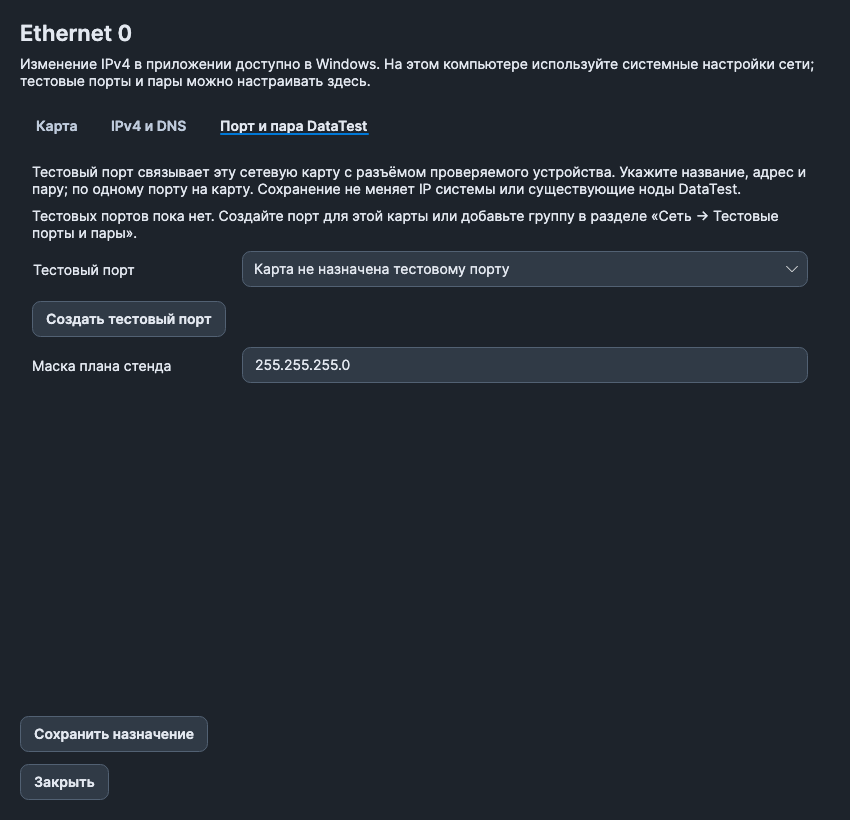 Ethernet 0
Изменение IPv4 в приложении доступно в Windows. На этом компьютере используйте системные настройки сети;
тестовые порты и пары можно настраивать здесь.
Карта
IPv4 и DNS
Порт и пара DataTest
Тестовый порт связывает эту сетевую карту с разъёмом проверяемого устройства. Укажите название, адрес и
пару; по одному порту на карту. Сохранение не меняет IP системы или существующие ноды DataTest.
Тестовых портов пока нет. Создайте порт для этой карты или добавьте группу в разделе «Сеть → Тестовые
порты и пары».
Тестовый порт
Карта не назначена тестовому порту
Создать тестовый порт
Маска плана стенда
255.255.255.0
Сохранить назначение
Закрыть